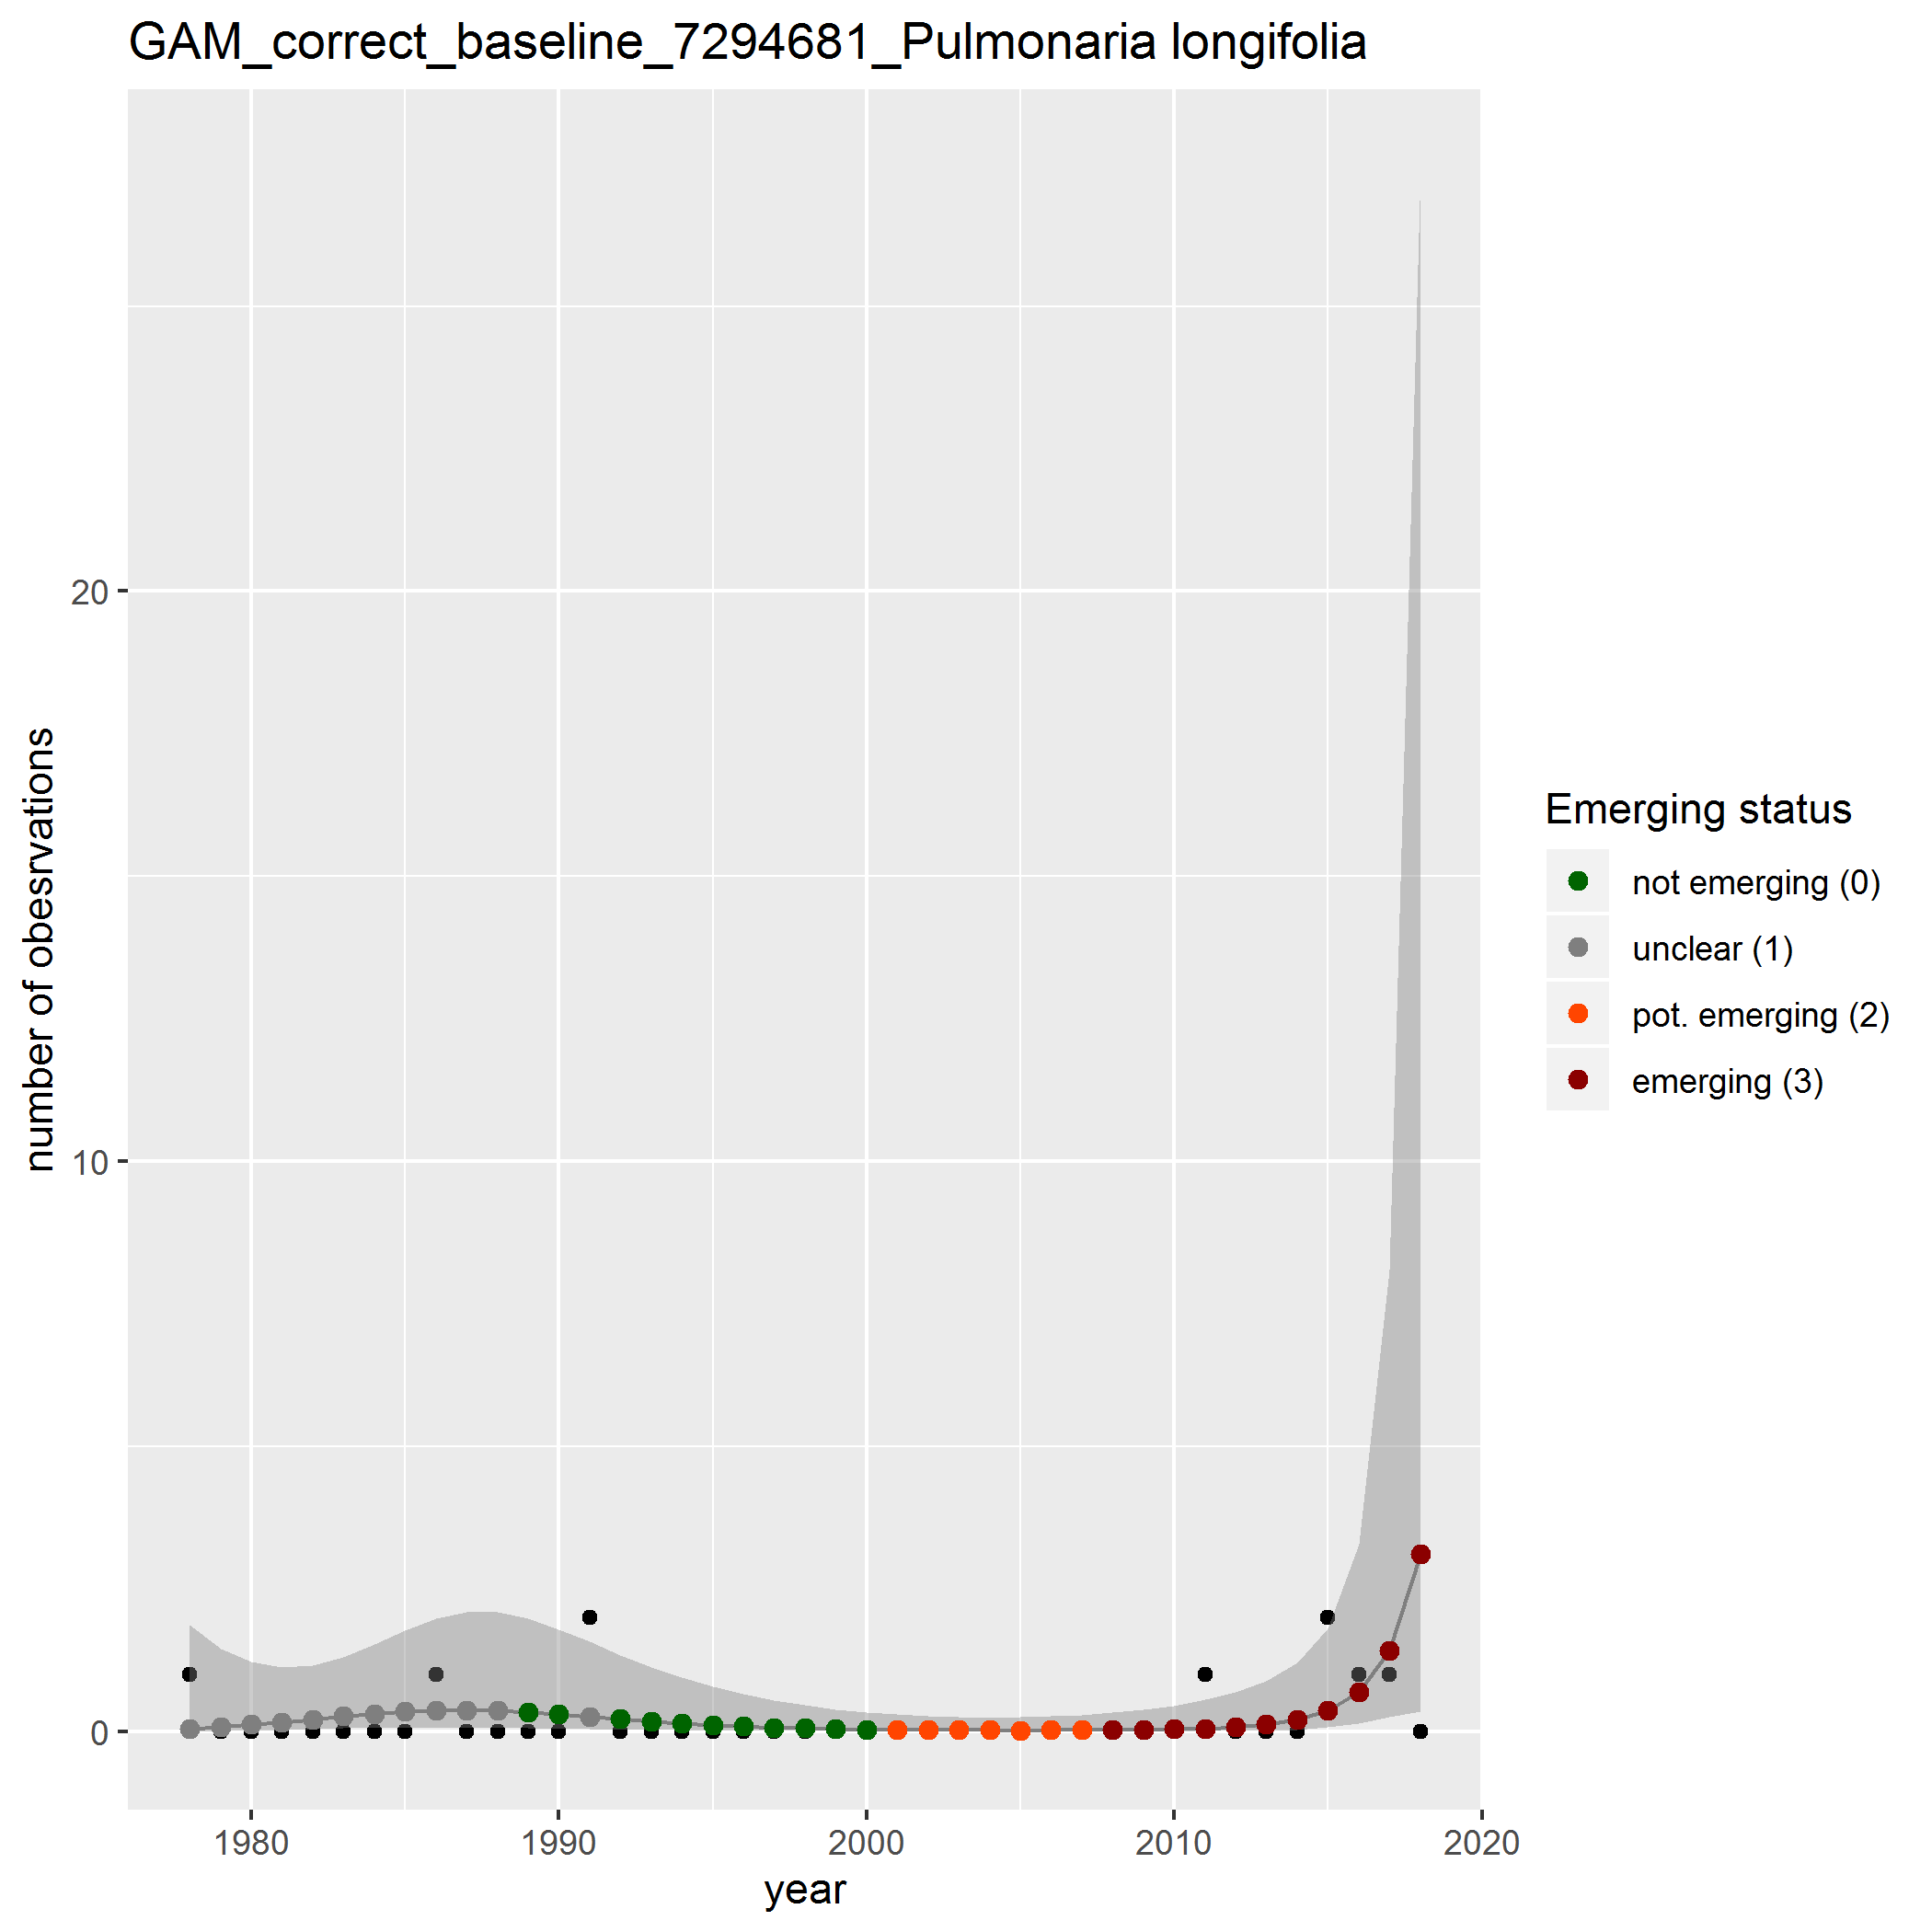 GAM_correct_baseline_7294681_Pulmonaria longifolia
number of obesrvations
20
10
0
1980
1990
2000
2010
2020
year
Emerging status
not emerging (0)
unclear (1)
pot. emerging (2)
emerging (3)